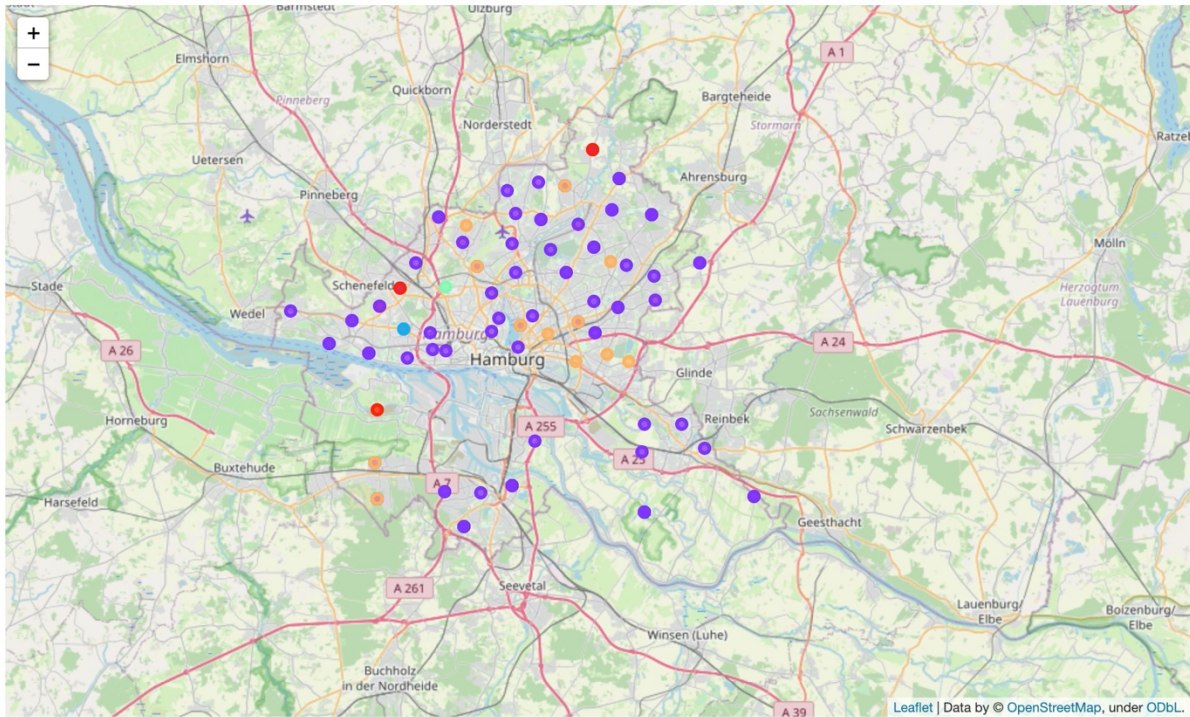 Barmstedt
Ulzburg
+
A 1
−
Elmshorn
Quickborn
Pinneberg
Bargteheide
Norderstedt
Stormarn
Ratzel
Uetersen
Ahrensburg
Pinneberg
Mölln
Stade
Schenefeld
Herzogtum
Lauenburg
Wedel
Hamburg
A 26
A 24
Hamburg
Glinde
Horneburg
Sachsenwald
Reinbek
A 255
Schwarzenbek
Buxtehude
A 25
A 7
Harsefeld
Geesthacht
A 261
Seevetal
Lauenburg/
Elbe
Boizenburg/
Elbe
Winsen (Luhe)
Buchholz
in der Nordheide
A 39
Leaflet | Data by © OpenStreetMap, under ODbL.